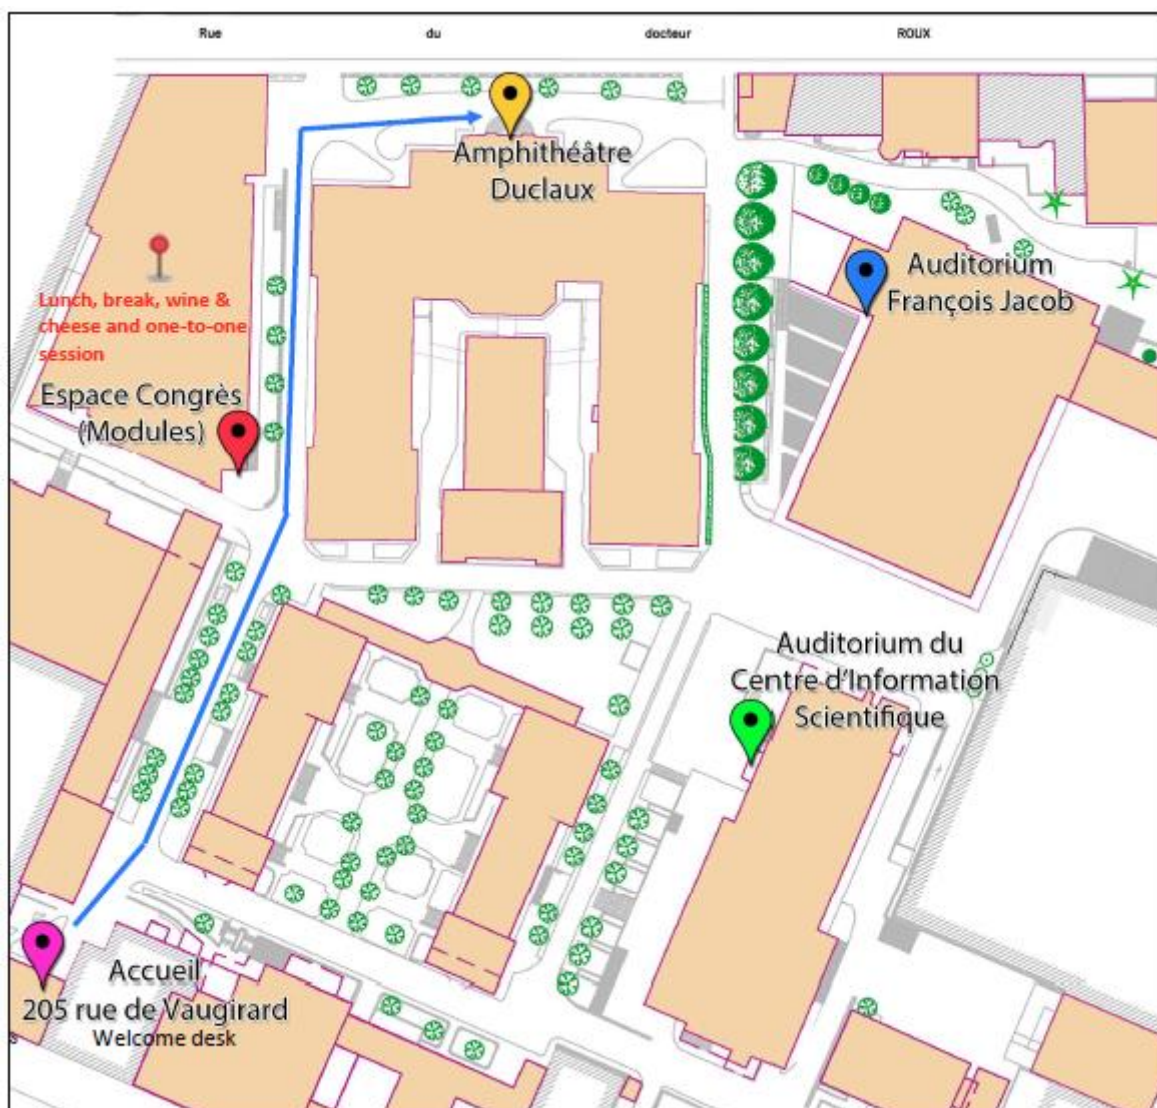 Rue du docteur ROUX
Amphithéâtre
Duclaux
Auditorium
François Jacob
Lunch, break, wine &
cheese and one-to-one
session
Espace Congrès
(Modules)
Auditorium du
Centre d'Information
Scientifique
Accueil
205 rue de Vaugirard
Welcome desk